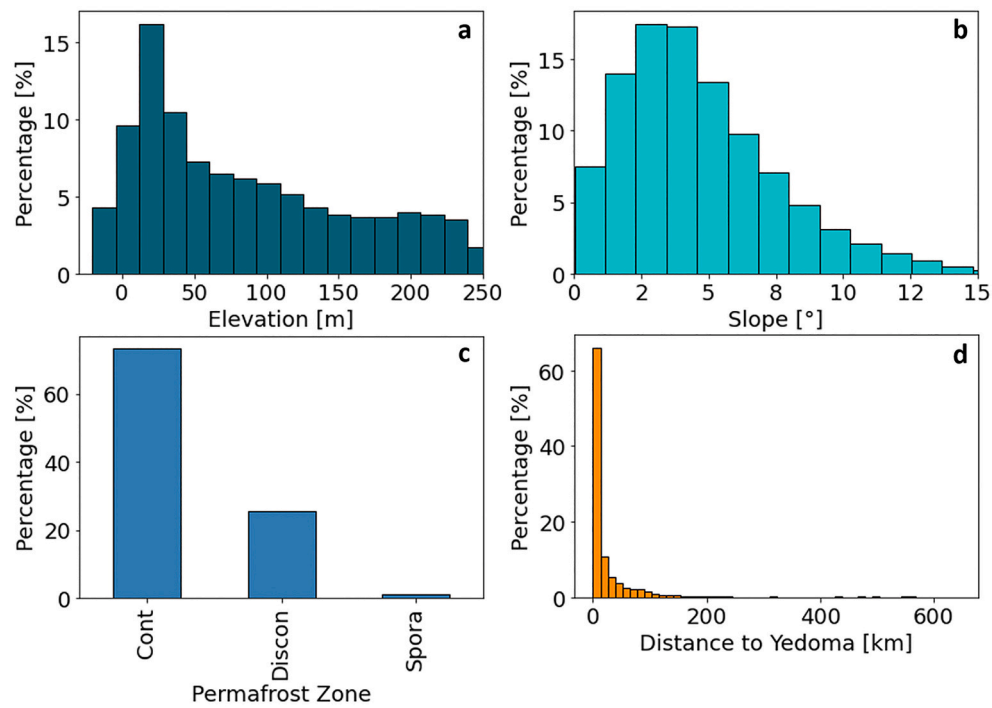 a
Percentage [%]
15
10
5
0
0 50 100 150 200 250
Elevation [m]
b
Percentage [%]
15
10
5
0
0 2 5 8 10 12 15
Slope [°]
c
Percentage [%]
60
40
20
0
Cont Discon Spora
Permafrost Zone
d
Percentage [%]
60
40
20
0
0 200 400 600
Distance to Yedoma [km]